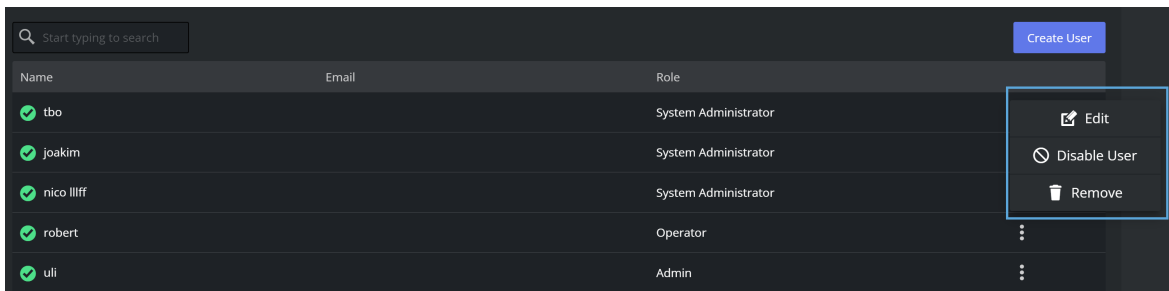 Start typing to search
Create User
Name Email Role
tbo System Administrator
Edit
joakim System Administrator
Disable User
nico lllff System Administrator
Remove
robert Operator
uli Admin